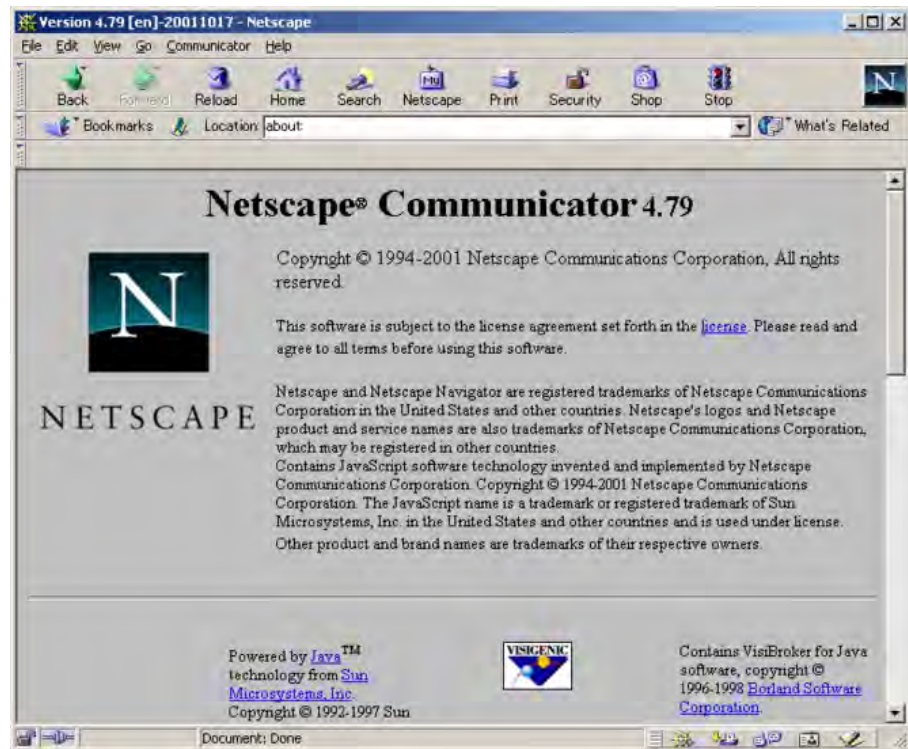 Version 4.79 [en]-20011017 - Netscape
File Edit View Go Communicator Help
Back Forward Reload Home Search Netscape Print Security Shop Stop
N
Bookmarks Location: about: What's Related
Netscape® Communicator 4.79
N
NETSCAPE
Copyright © 1994-2001 Netscape Communications Corporation, All rights
reserved.
This software is subject to the license agreement set forth in the license. Please read and
agree to all terms before using this software.
Netscape and Netscape Navigator are registered trademarks of Netscape Communications
Corporation in the United States and other countries. Netscape's logos and Netscape
product and service names are also trademarks of Netscape Communications Corporation,
which may be registered in other countries.
Contains JavaScript software technology invented and implemented by Netscape
Communications Corporation. Copyright © 1994-2001 Netscape Communications
Corporation. The JavaScript name is a trademark or registered trademark of Sun
Microsystems, Inc. in the United States and other countries and is used under license.
Other product and brand names are trademarks of their respective owners.
Powered by Java™
technology from Sun
Microsystems, Inc.
Copyright © 1992-1997 Sun
VISIGENIC
Contains VisiBroker for Java
software, copyright ©
1996-1998 Borland Software
Corporation.
Document: Done